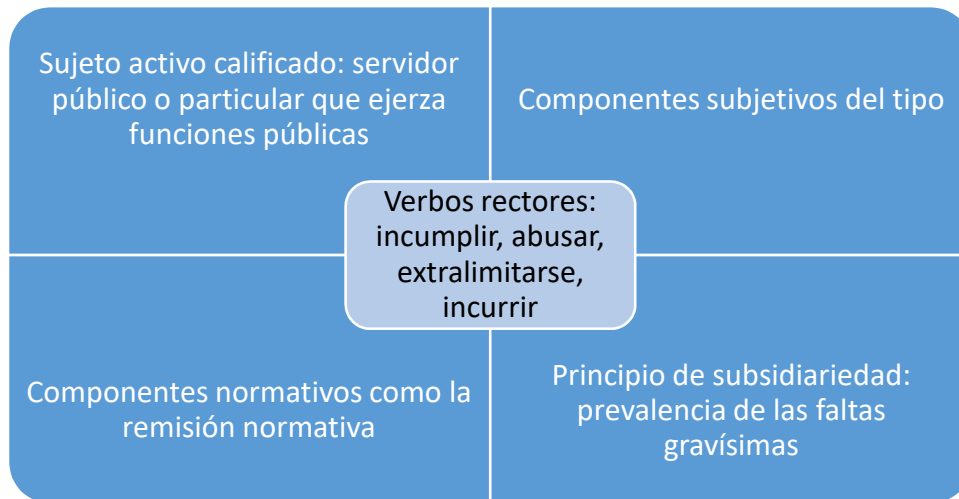 Sujeto activo calificado: servidor
público o particular que ejerza
funciones públicas
Componentes subjetivos del tipo
Verbos rectores:
incumplir, abusar,
extralimitarse,
incurrir
Componentes normativos como la
remisión normativa
Principio de subsidiariedad:
prevalencia de las faltas
gravísimas